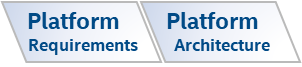 Platform
Requirements
Platform
Architecture